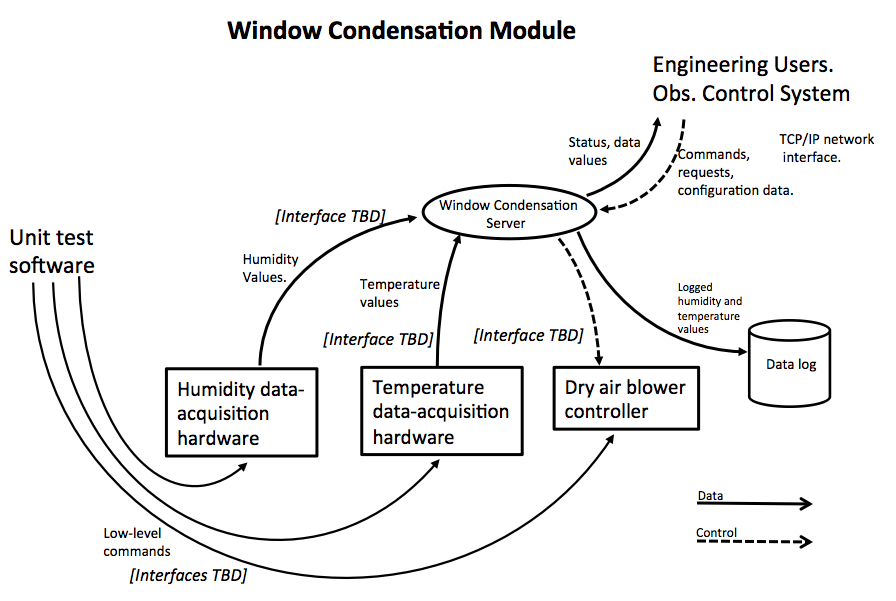 Window Condensation Module
Engineering Users.
Obs. Control System
Status, data
values
TCP/IP network
interface.
Commands,
requests,
configuration data.
[Interface TBD]
Window Condensation
Server
Unit test
software
Humidity
Values.
Temperature
values
Logged
humidity and
temperature
values
[Interface TBD]
[Interface TBD]
Data log
Humidity data-
acquisition
hardware
Temperature
data-acquisition
hardware
Dry air blower
controller
Data
Control
Low-level
commands
[Interfaces TBD]